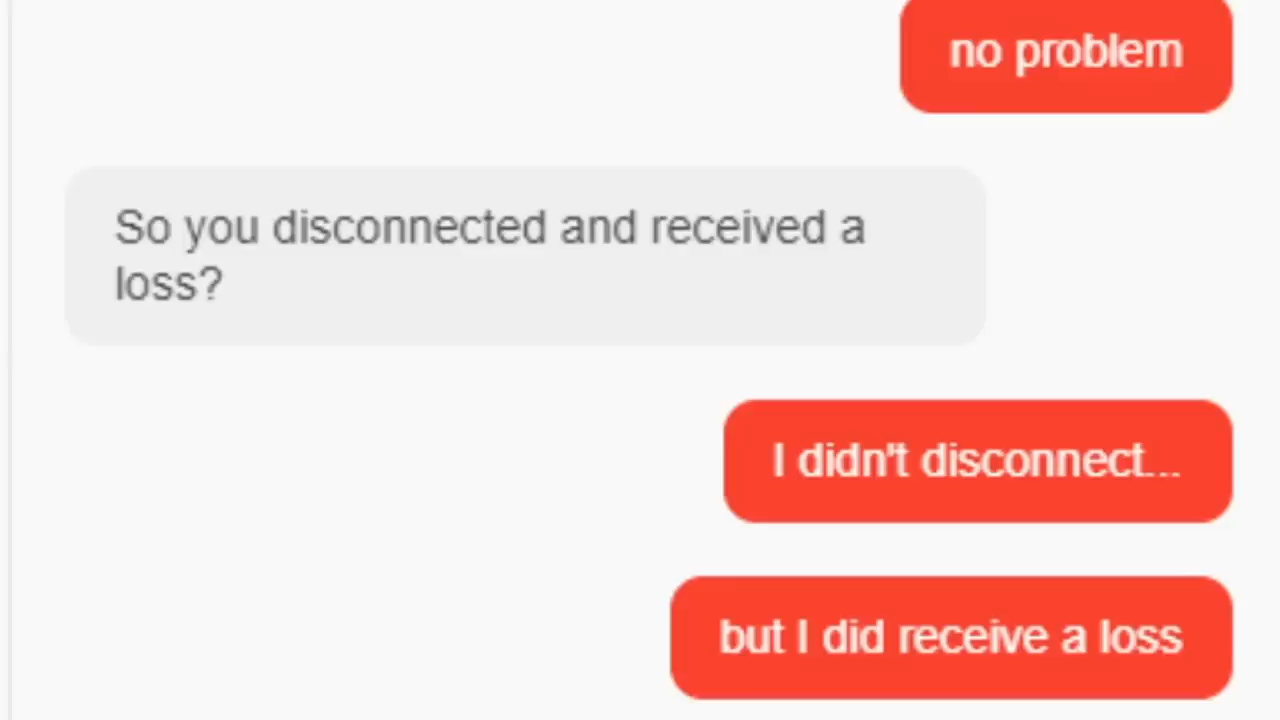 no problem
So you disconnected and received a
loss?
I didn't disconnect...
but I did receive a loss